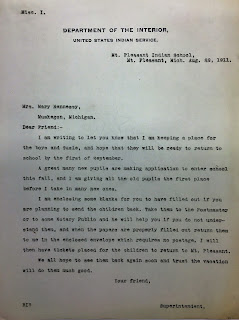 Misc. I.
DEPARTMENT OF THE INTERIOR,
UNITED STATES INDIAN SERVICE.
Mt. Pleasant Indian School,
Mt. Pleasant, Mich. Aug. 1911.
Mrs. Mary
Muskegon, Michigan.
Dear Friend:-
I am writing to let you know that I am keeping a place for
the boys and Susie, and hope that they will be ready to return to
school by the first of September.
A great many new pupils are making application to enter school
this fall, and I am giving all the old pupils the first place
before I take in many new ones.
I am enclosing some blanks for you to have filled out if you
are planning to send the children back. Take them to the Postmaster
or to some Notary Public and he will help you if you do not under-
stand them, and when the papers are properly filled out return them
to me in the enclosed envelope which requires no postage. I will
then have tickets placed for the children to return to Mt. Pleasant.
We all hope to see them back again soon and trust the vacation
will do them much good.
Your friend,
Superintendent.